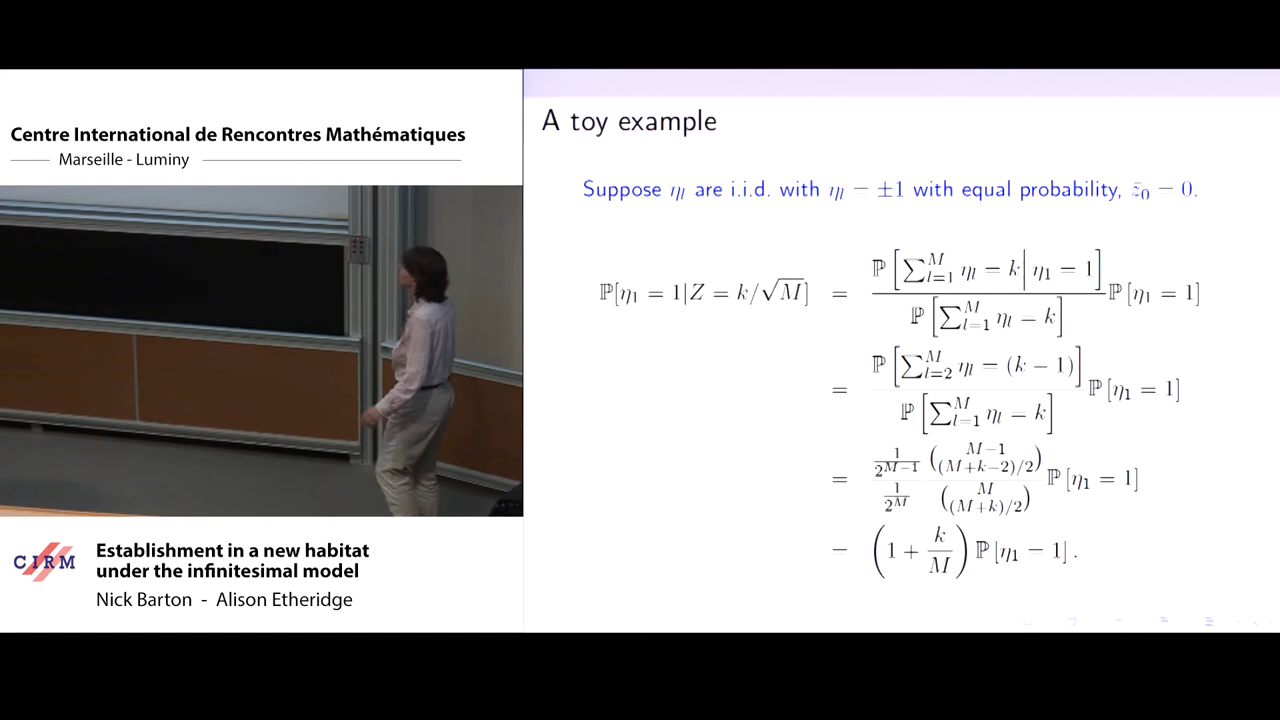 Centre International de Rencontres Mathématiques
Marseille - Luminy
CIRM
Establishment in a new habitat
under the infinitesimal model
Nick Barton - Alison Etheridge
A toy example
Suppose η_l are i.i.d. with η_l = ±1 with equal probability, z̄_0 = 0.
ℙ[η_1 = 1|Z = k/√M] = ℙ[∑_{l=1}^M η_l = k | η_1 = 1] / ℙ[∑_{l=1}^M η_l = k] ℙ[η_1 = 1]
= ℙ[∑_{l=2}^M η_l = (k − 1)] / ℙ[∑_{l=1}^M η_l = k] ℙ[η_1 = 1]
= (1/2^{M−1}) / (1/2^M) \binom{M−1}{(M+k−2)/2} / \binom{M}{(M+k)/2} ℙ[η_1 = 1]
= (1 + k/M) ℙ[η_1 = 1].